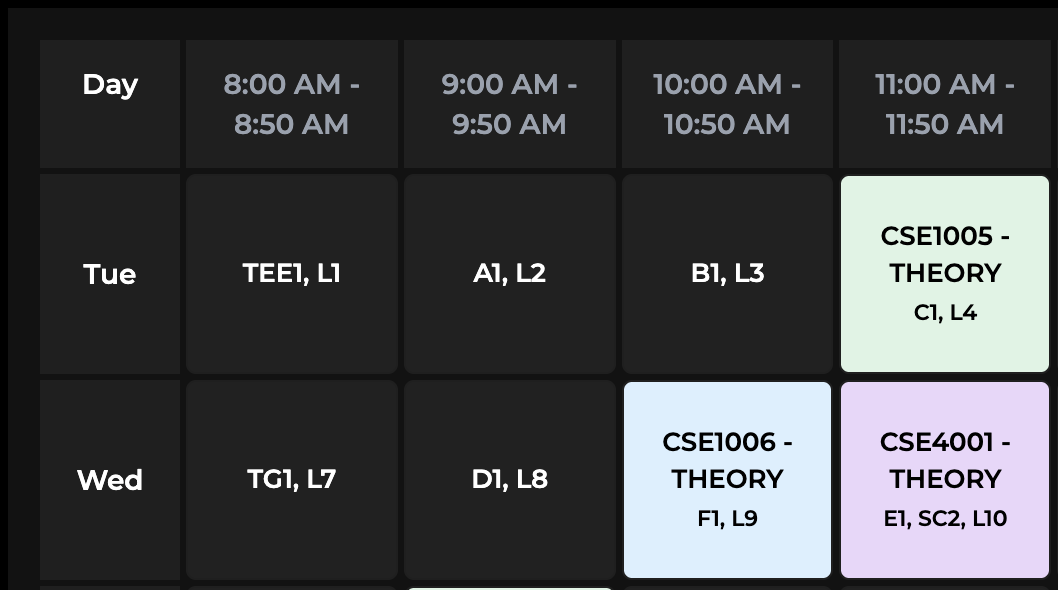 Day
8:00 AM -
8:50 AM
9:00 AM -
9:50 AM
10:00 AM -
10:50 AM
11:00 AM -
11:50 AM
Tue
TEE1, L1
A1, L2
B1, L3
CSE1005 -
THEORY
C1, L4
Wed
TG1, L7
D1, L8
CSE1006 -
THEORY
F1, L9
CSE4001 -
THEORY
E1, SC2, L10